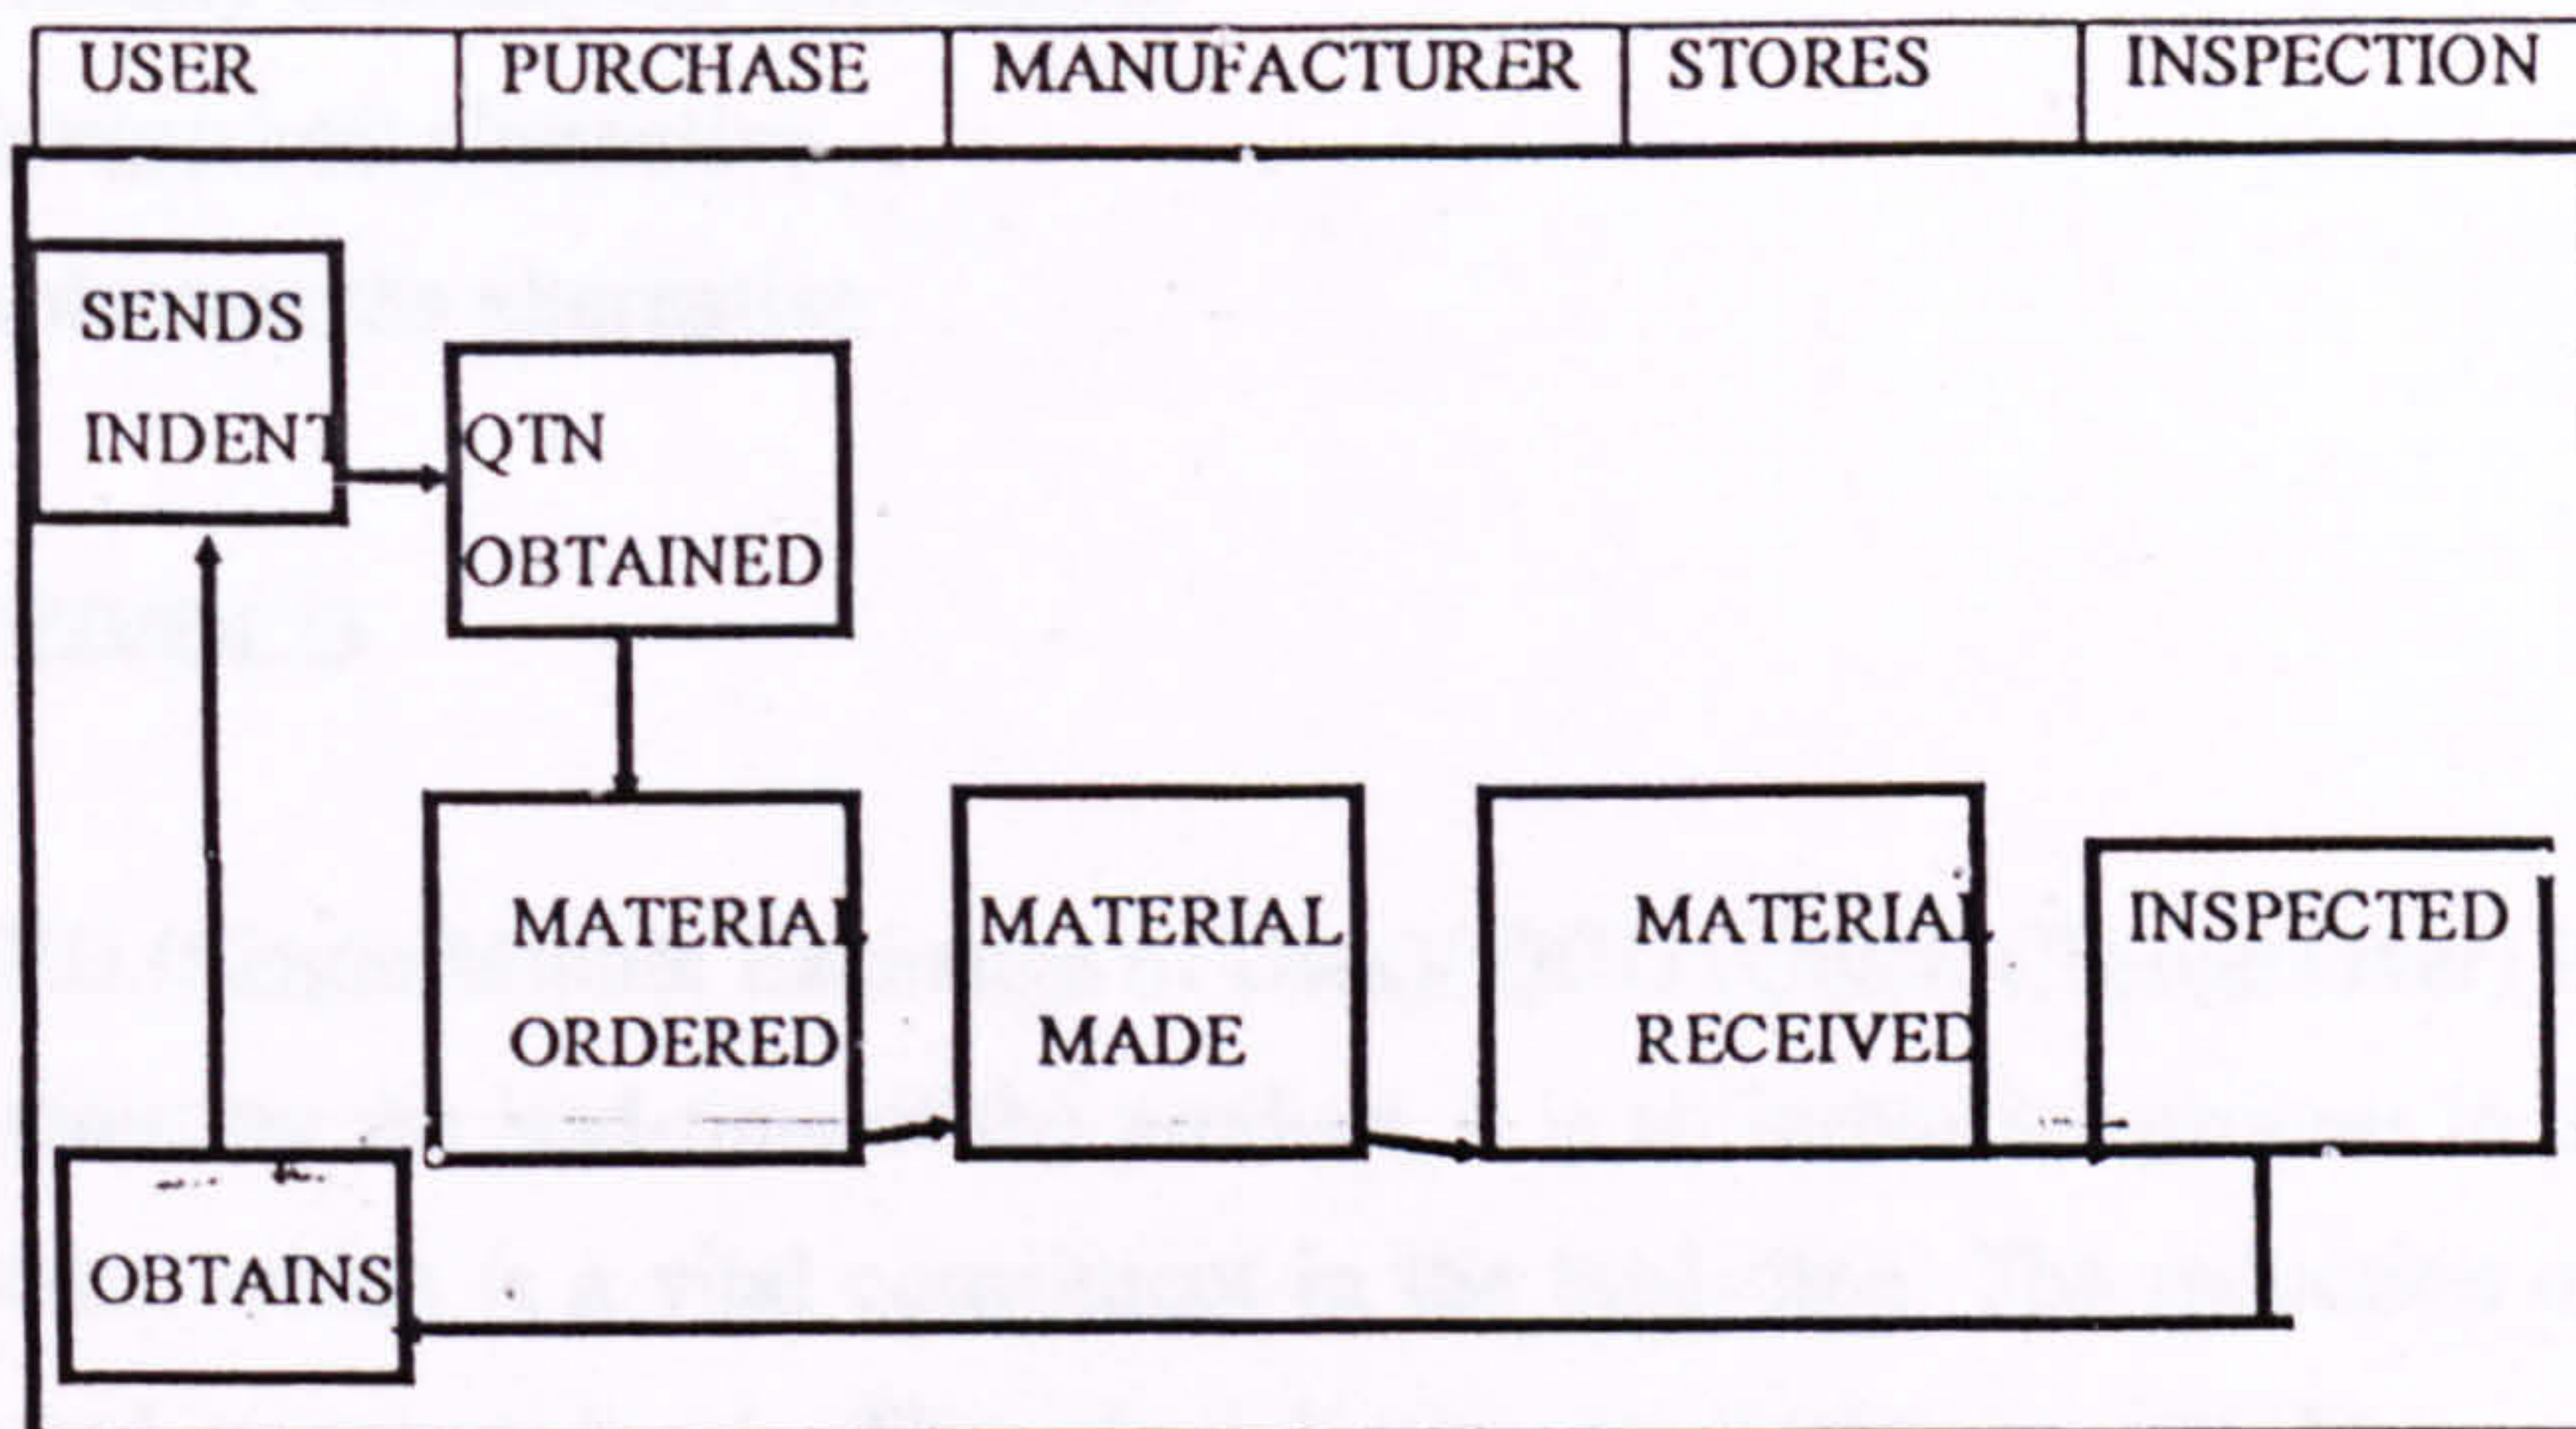 USER PURCHASE MANUFACTURER STORES INSPECTION
SENDS
INDENT
QTN
OBTAINED
MATERIAL
ORDERED
MATERIAL
MADE
MATERIAL
RECEIVED
INSPECTED
OBTAINS